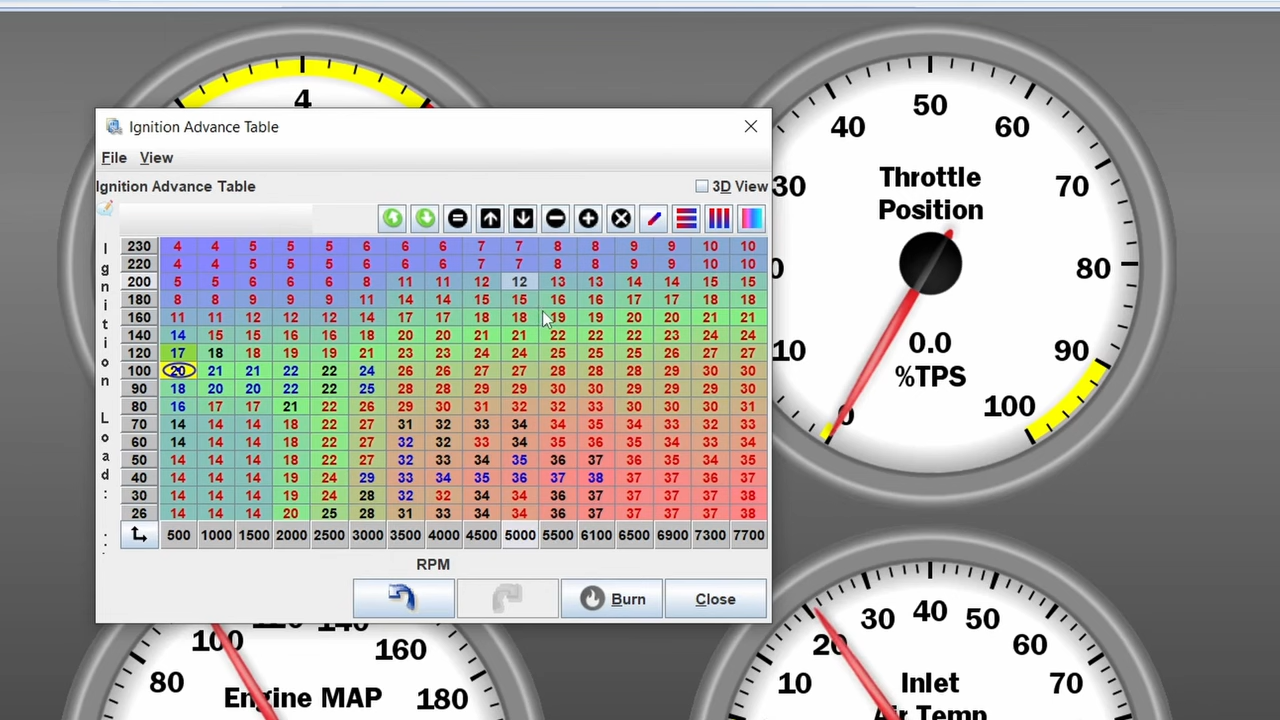 4
Ignition Advance Table
File View
Ignition Advance Table
3D View
Ignition Load:
230 4 4 5 5 5 6 6 6 7 7 8 8 9 9 10 10
220 4 4 5 5 5 6 6 6 7 7 8 8 9 9 10 10
200 5 5 6 6 6 8 11 11 12 12 13 13 14 14 15 15
180 8 8 9 9 9 11 14 14 15 15 16 16 17 17 18 18
160 11 11 12 12 12 14 17 17 18 18 19 19 20 20 21 21
140 14 15 15 16 16 18 20 20 21 21 22 22 22 23 24 24
120 17 18 18 19 19 21 23 23 24 24 25 25 25 26 27 27
100 20 21 21 22 22 24 26 26 27 27 28 28 28 29 30 30
90 18 20 20 22 22 25 28 28 29 29 30 30 29 29 29 30
80 16 17 17 21 22 26 29 30 31 32 32 33 30 30 30 31
70 14 14 14 18 22 27 31 32 33 34 34 35 34 33 32 33
60 14 14 14 18 22 27 32 32 33 34 35 36 35 34 33 34
50 14 14 14 18 22 27 32 33 34 35 36 37 36 35 34 35
40 14 14 14 19 24 29 33 34 35 36 37 38 37 37 36 37
30 14 14 14 19 24 28 32 32 34 34 36 37 37 37 37 38
26 14 14 14 20 25 28 31 33 34 34 36 37 37 37 37 38
500 1000 1500 2000 2500 3000 3500 4000 4500 5000 5500 6100 6500 6900 7300 7700
RPM
Burn Close
50
40 60
30 70
80
10 90
0 100
Throttle
Position
0.0
%TPS
80 100 140 160 180
Engine MAP
10 20 30 40 50 60 70
Inlet
Air Temp